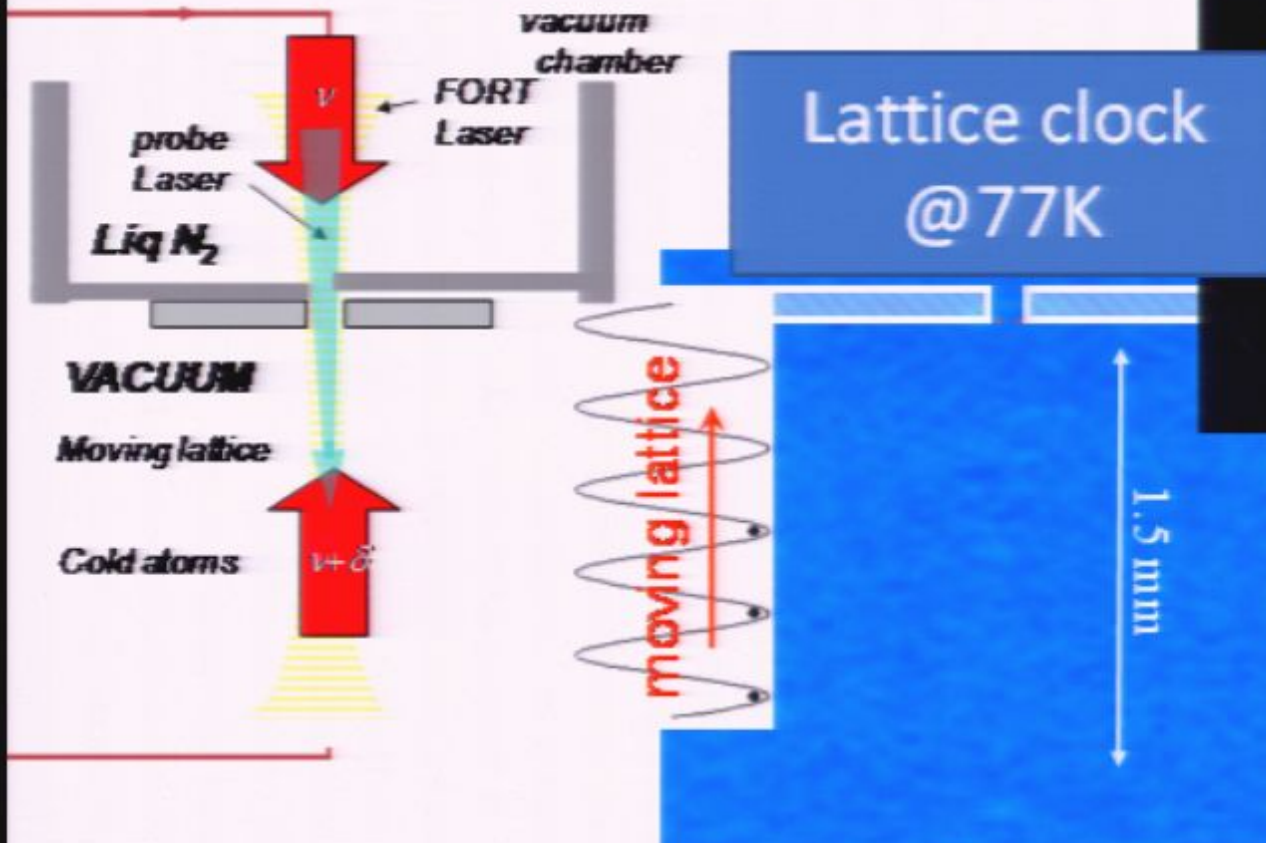 vacuum
chamber
ν
FORT
Laser
probe
Laser
Liq N₂
VACUUM
Moving lattice
Cold atoms
ν+ δ
Lattice clock
@77K
moving lattice
1.5 mm